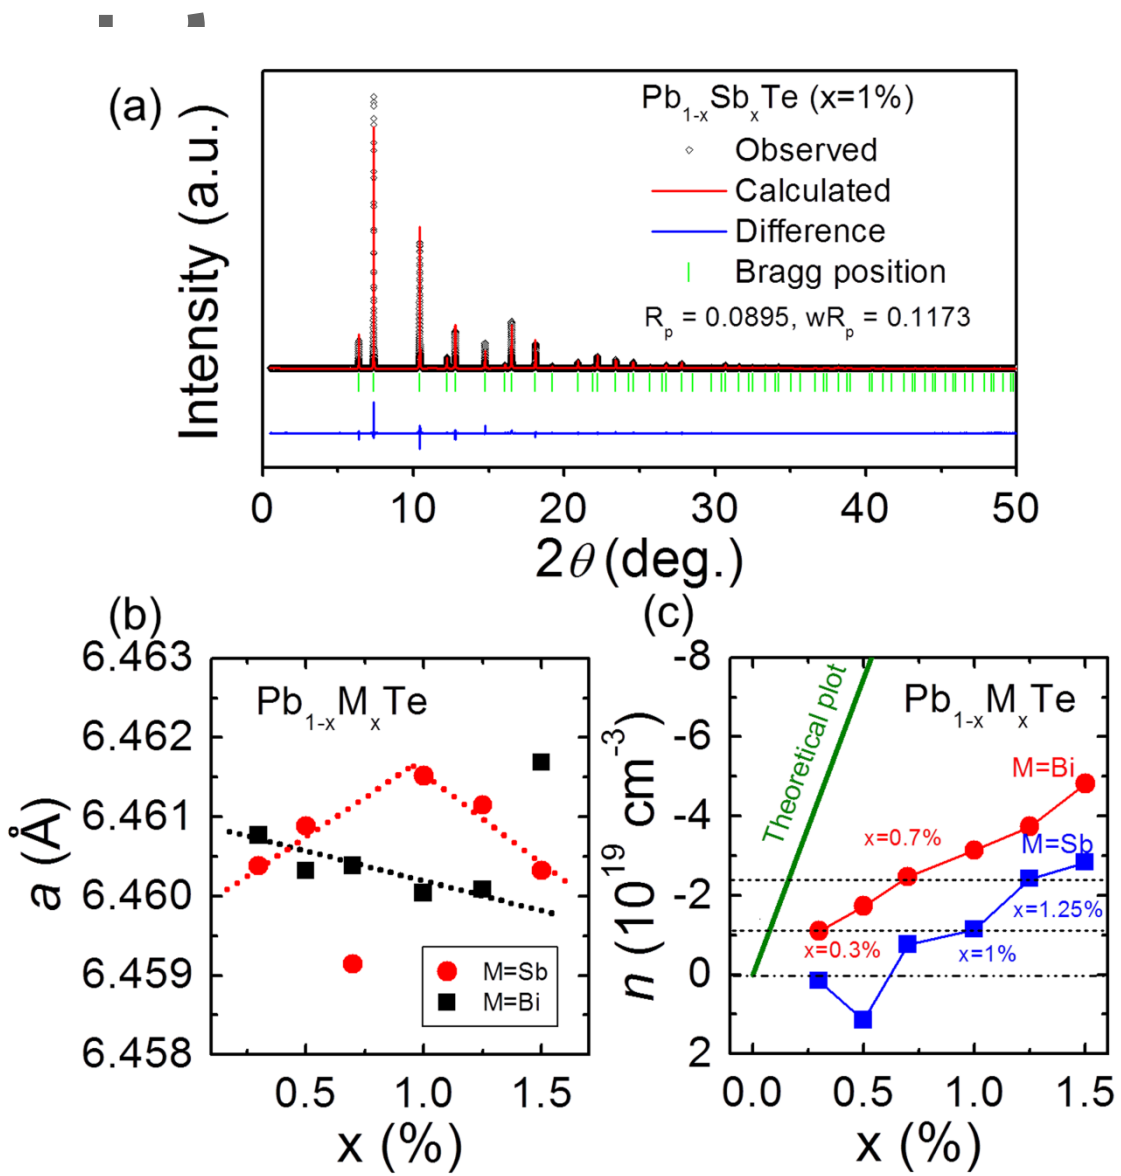 (a)
Pb1-xSbxTe (x=1%)
Observed
Calculated
Difference
Bragg position
Rp = 0.0895, wRp = 0.1173
Intensity (a.u.)
0 10 20 30 40 50
2θ (deg.)
(b)
6.463
6.462
6.461
6.460
6.459
6.458
a (Å)
Pb1-xMxTe
M=Sb
M=Bi
0.5 1.0 1.5
x (%)
(c)
-8
-6
-4
-2
0
2
n (10^19 cm^-3)
Theoretical plot
Pb1-xMxTe
M=Bi
x=0.7%
M=Sb
x=1.25%
x=0.3%
x=1%
0.0 0.5 1.0 1.5
x (%)